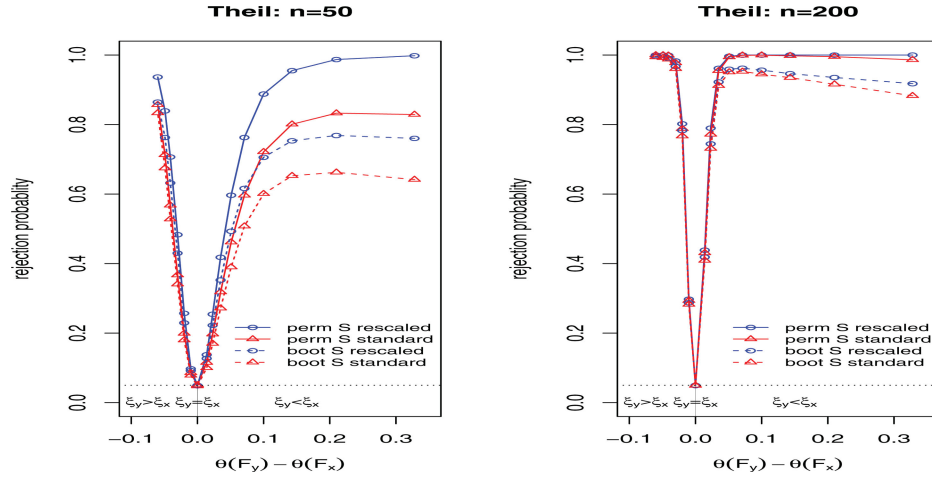 Theil: n=50
rejection probablity
1.0
0.8
0.6
0.4
0.2
0.0
perm S rescaled
perm S standard
boot S rescaled
boot S standard
ξy>ξx ξy=ξx ξy<ξx
−0.1 0.0 0.1 0.2 0.3
θ(Fy) − θ(Fx)
Theil: n=200
rejection probablity
1.0
0.8
0.6
0.4
0.2
0.0
perm S rescaled
perm S standard
boot S rescaled
boot S standard
ξy>ξx ξy=ξx ξy<ξx
−0.1 0.0 0.1 0.2 0.3
θ(Fy) − θ(Fx)